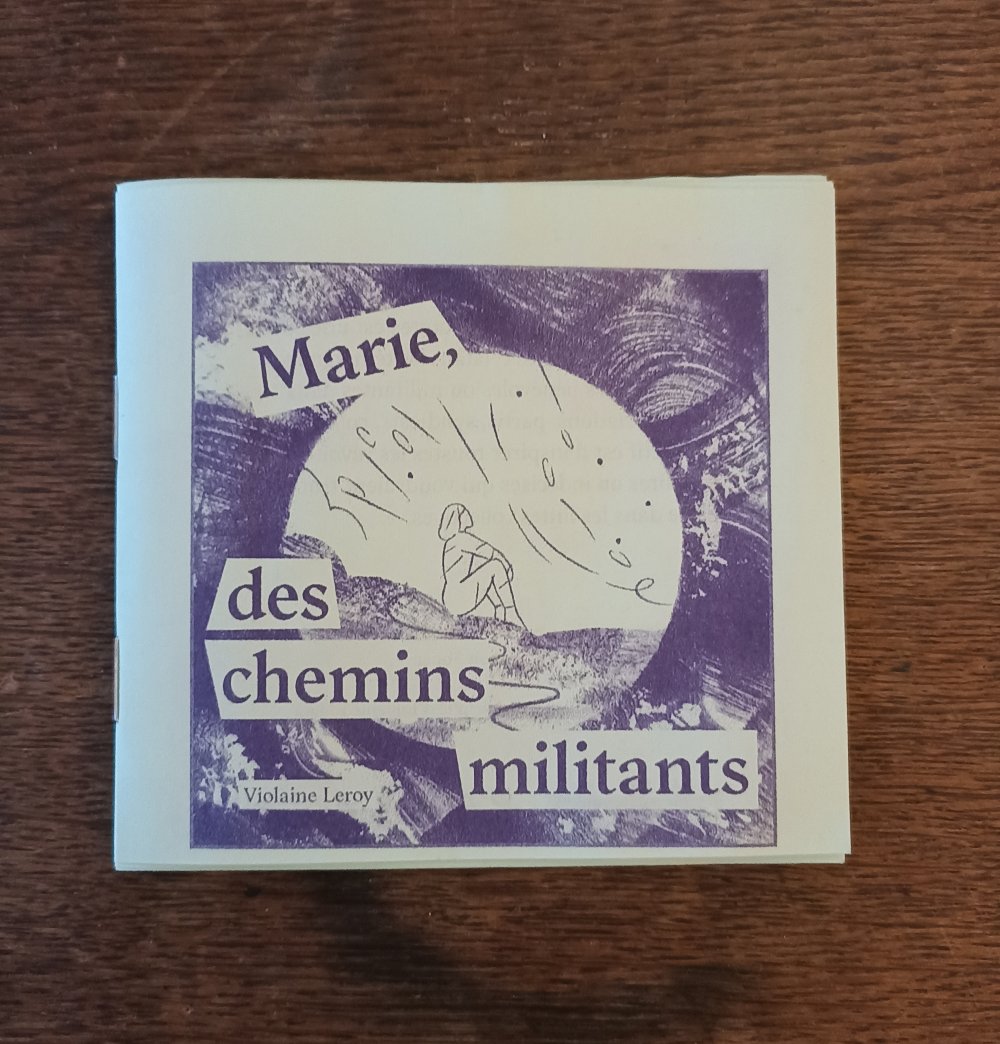 Marie,
des
chemins
militants
Violaine Leroy